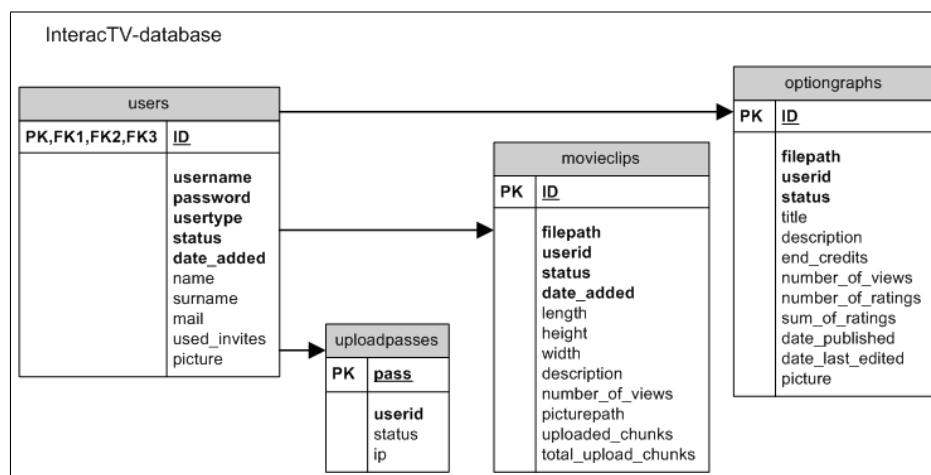 InteracTV-database
users
PK,FK1,FK2,FK3 ID
username
password
usertype
status
date_added
name
surname
mail
used_invites
picture
uploadpasses
PK pass
userid
status
ip
movieclips
PK ID
filepath
userid
status
date_added
length
height
width
description
number_of_views
picturepath
uploaded_chunks
total_upload_chunks
optiongraphs
PK ID
filepath
userid
status
title
description
end_credits
number_of_views
number_of_ratings
sum_of_ratings
date_published
date_last_edited
picture